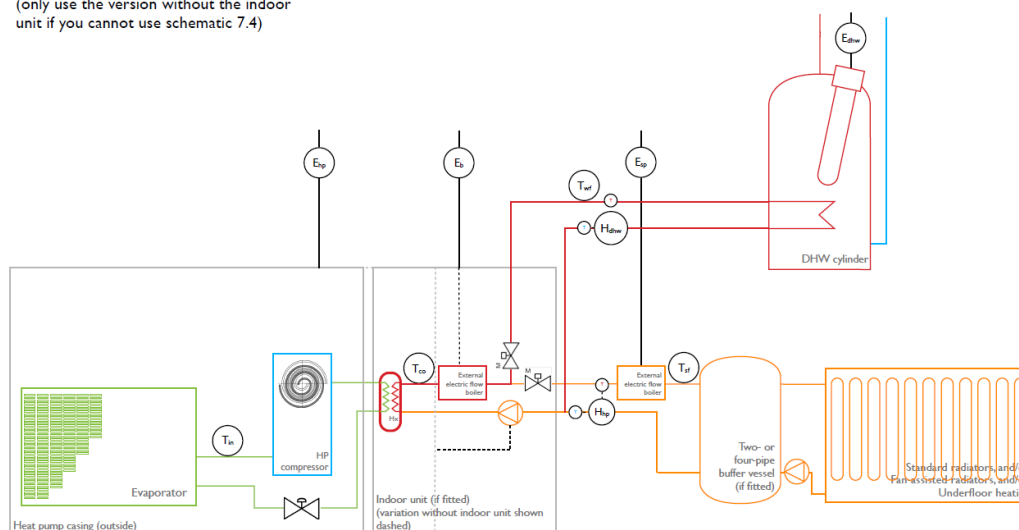 (only use the version without the indoor
unit if you cannot use schematic 7.4)
Edhw
Ehp
Eb
Esp
Twf
T
T
Hdhw
DHW cylinder
Tco
External
electric flow
boiler
M
M
External
electric flow
boiler
Tsf
Hx
T
T
Hhp
Tin
HP
compressor
Evaporator
Two- or
four-pipe
buffer vessel
(if fitted)
Standard radiators, and/
Fan-assisted radiators, and/
Underfloor heati
Indoor unit (if fitted)
(variation without indoor unit shown
dashed)
Heat pump casing (outside)